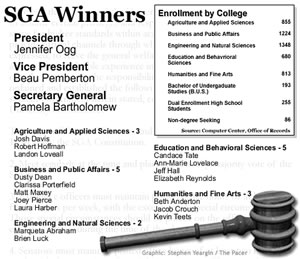 SGA Winners
President
Jennifer Ogg
Vice President
Beau Pemberton
Secretary General
Pamela Bartholomew
Agriculture and Applied Sciences - 3
Josh Davis
Robert Hoffman
Landon Loveall
Business and Public Affairs - 5
Dusty Dean
Clarissa Porterfield
Matt Maxey
Joey Pierce
Laura Harber
Engineering and Natural Sciences - 2
Marqueta Abraham
Brien Luck
Enrollment by College
Agriculture and Applied Sciences 855
Business and Public Affairs 1224
Engineering and Natural Sciences 1348
Education and Behavioral Sciences - 680
Humanities and Fine Arts 813
Bachelor of Undergraduate Studies (B.U.S.) 193
Dual Enrollment High School Student 255
Non-degree Seeking 86
Source: Computer Center, Office of Records
Education and Behavioral Sciences - 5
Candace Tate
Ann-Marie Lovelace
Jeff Hall
Elizabeth Reynolds
Humanities and Fine Arts - 3
Beth Anderton
Jacob Crouch
Kevin Teets
Graphic: Stephen Yeargin / The Pacer